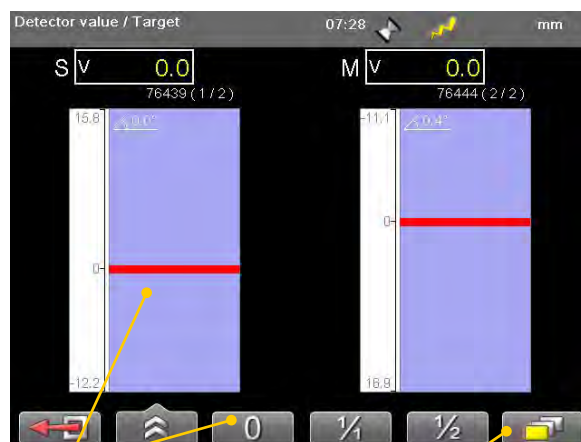 Detector value / Target 07:28 mm
S V 0.0 M V 0.0
76439 (1/2) 76444 (2/2)
15.8 0.0° -11.1 0.4°
0
0
-12.2 16.9
0 1/1 1/2